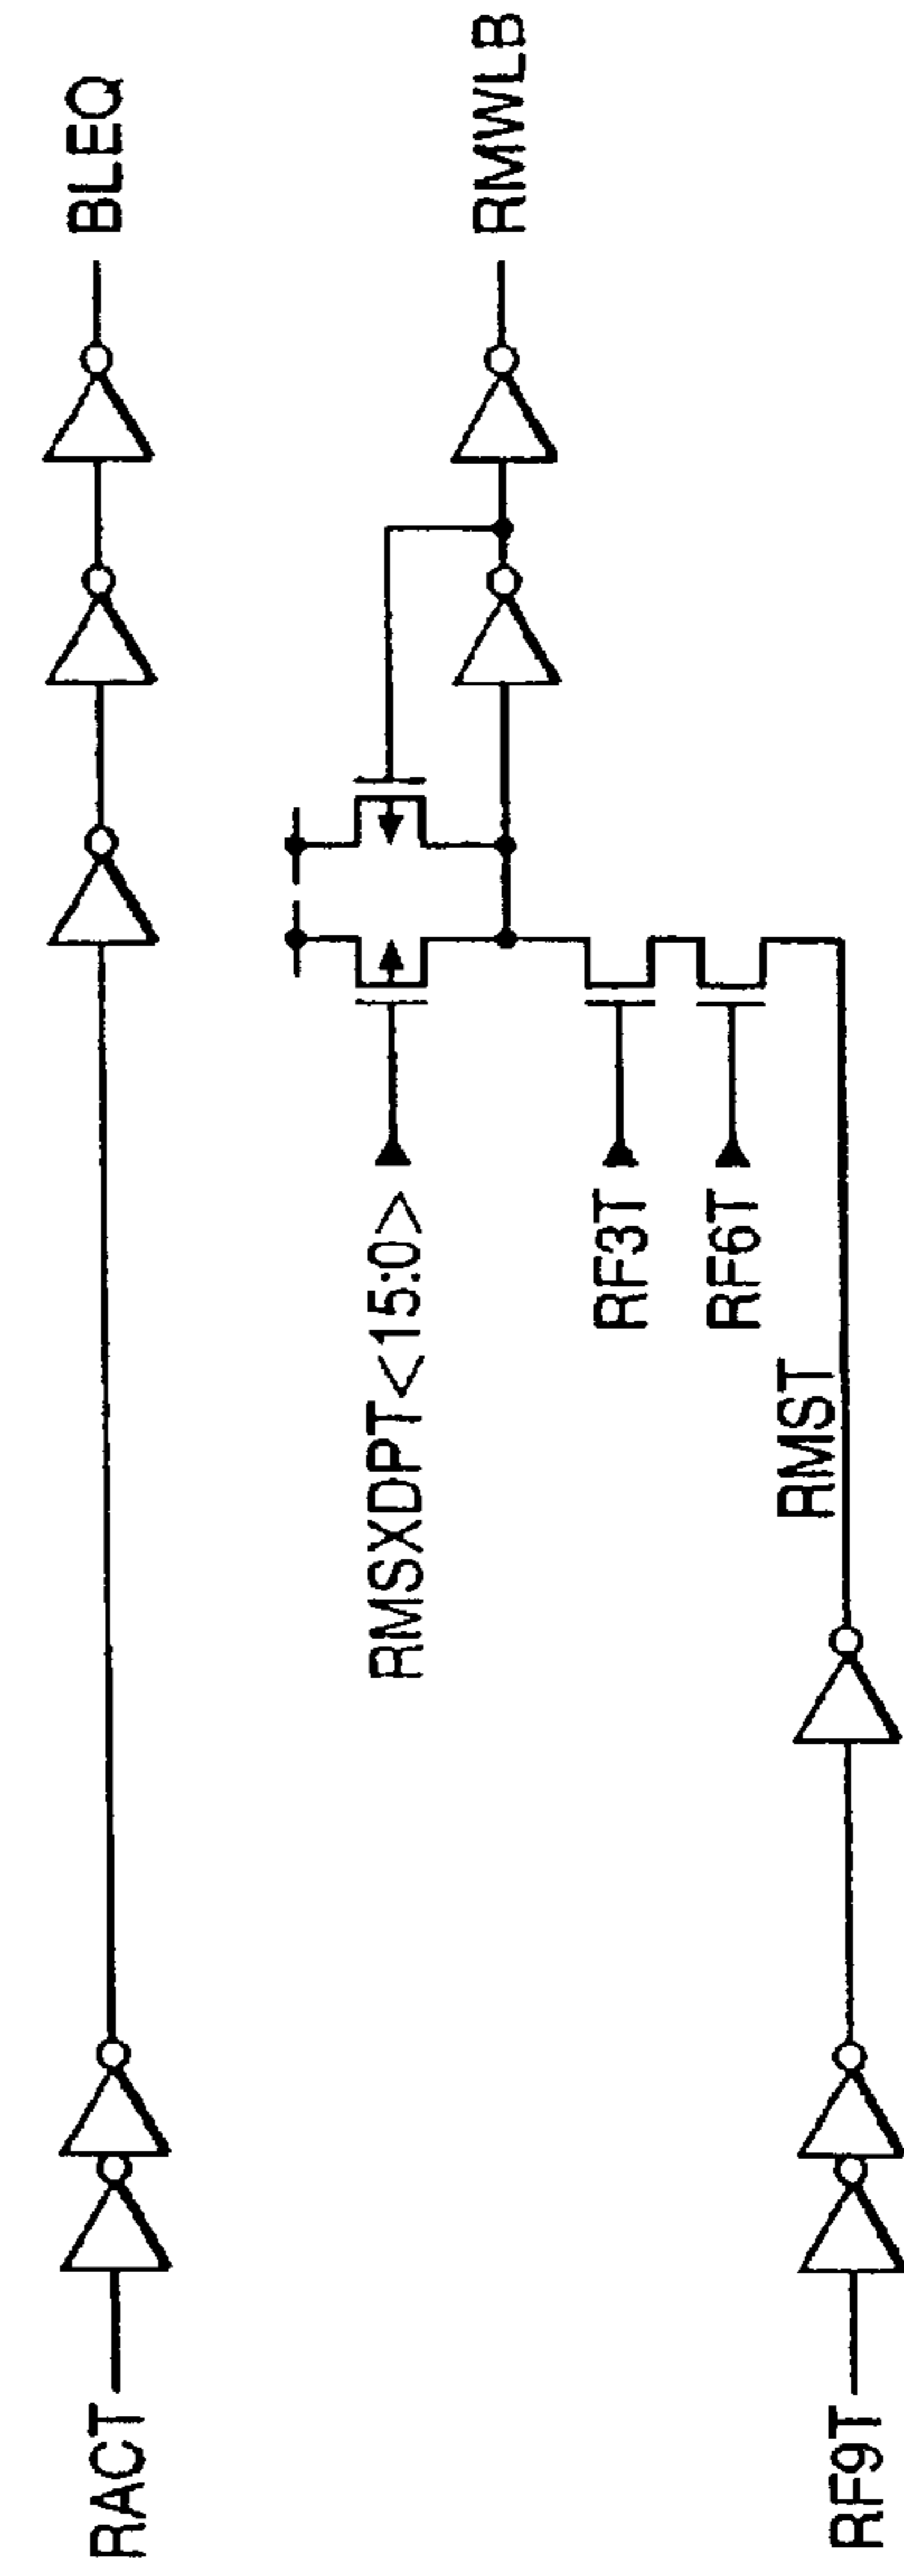 RACT
BLEQ
RMSXDPT<15:0>
RMWLB
RF3T
RF6T
RMST
RF9T